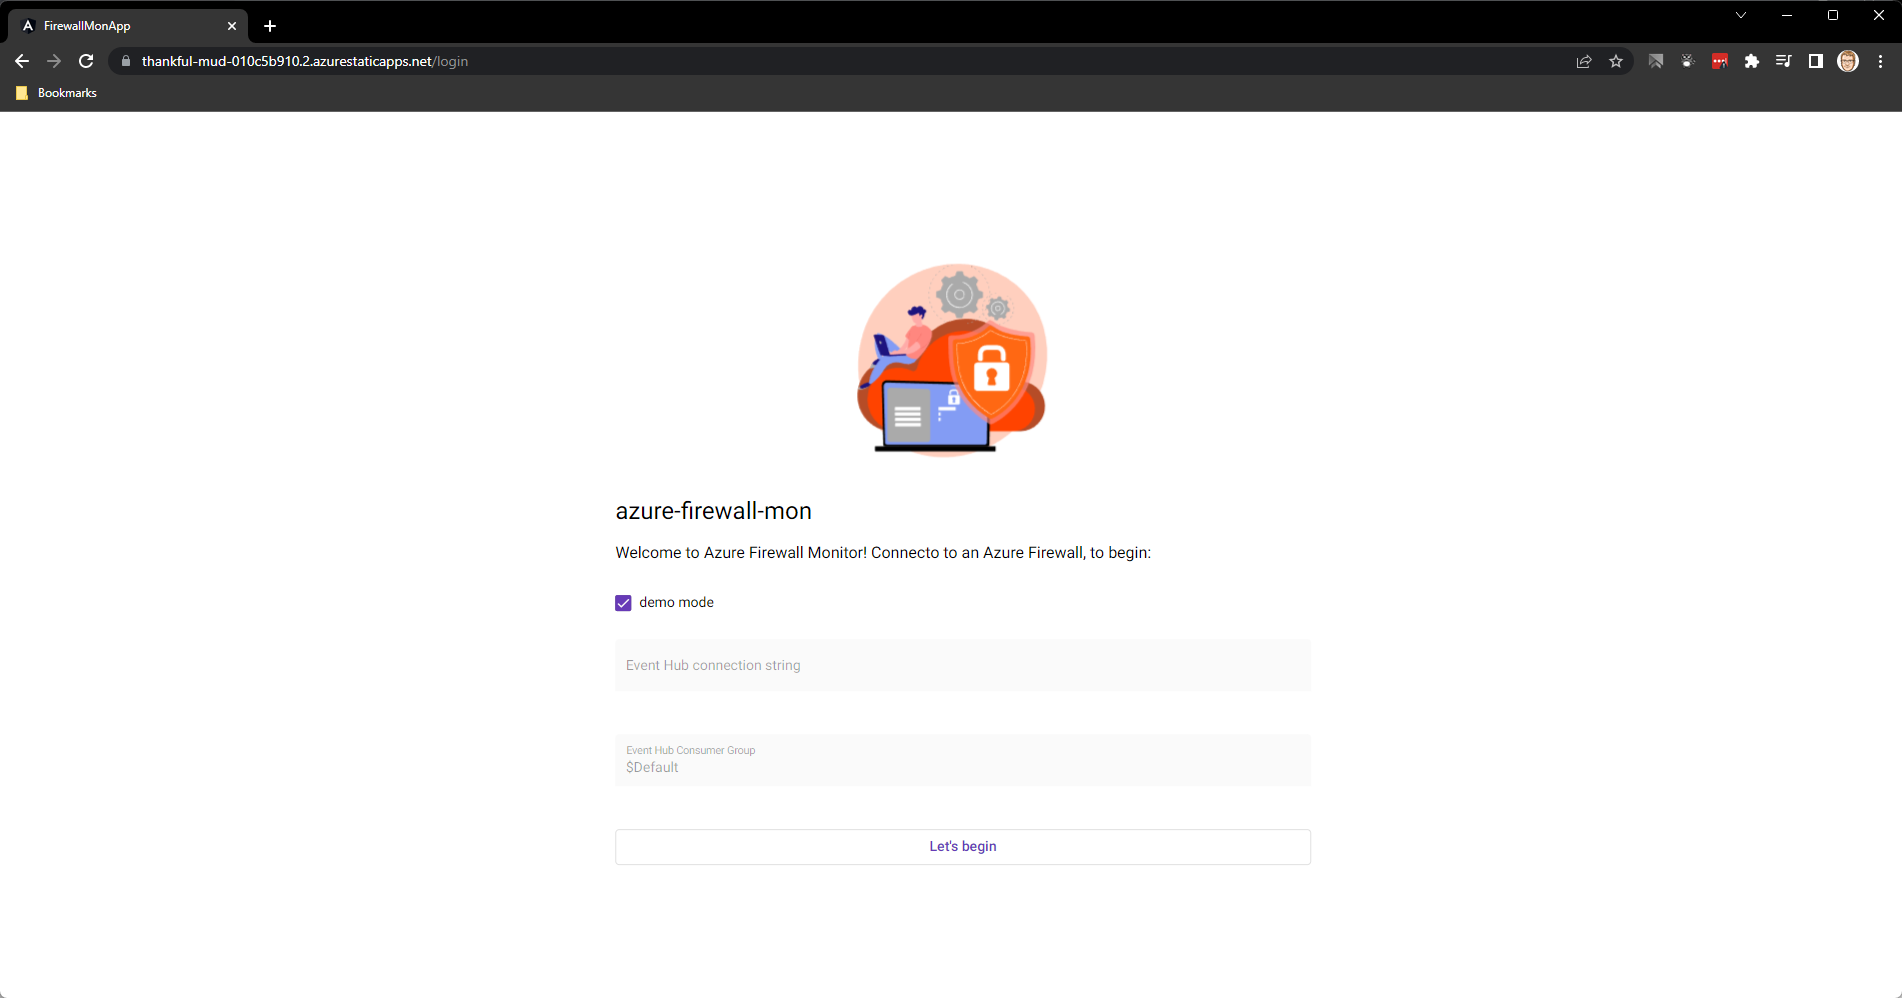 FirewallMonApp
thankful-mud-010c5b910.2.azurestaticapps.net/login
Bookmarks
azure-firewall-mon
Welcome to Azure Firewall Monitor! Connecto to an Azure Firewall, to begin:
demo mode
Event Hub connection string
Event Hub Consumer Group
$Default
Let's begin